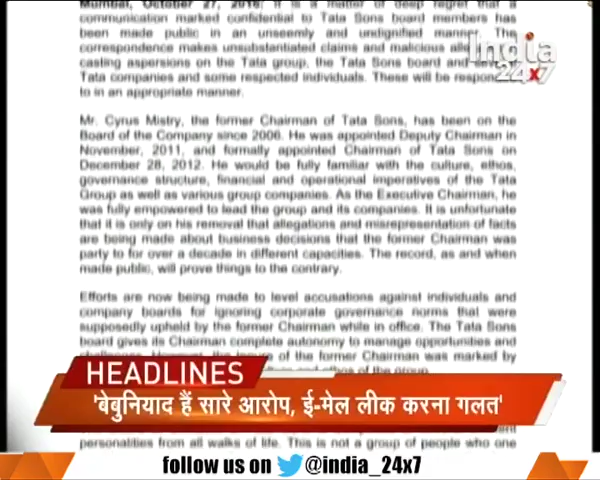 Mumbai, October 27, 2016: It is a matter of deep regret that a
communication marked confidential to Tata Sons board members has
been made public in an unseemly and undignified manner. The
correspondence makes unsubstantiated claims and malicious
casting aspersions on the Tata group, the Tata Sons board and
Tata companies and some respected individuals. These will be
to in an appropriate manner.
India
24x7
Mr. Cyrus Mistry, the former Chairman of Tata Sons, has been on the
Board of the Company since 2006. He was appointed Deputy Chairman in
November, 2011, and formally appointed Chairman of Tata Sons on
December 28, 2012. He would be fully familiar with the culture, ethos,
governance structure, financial and operational imperatives of the Tata
Group as well as various group companies. As the Executive Chairman, he
was fully empowered to lead the group and its companies. It is unfortunate
that it is only on his removal that allegations and misrepresentation of facts
are being made about business decisions that the former Chairman was
party to for over a decade in different capacities. The record, as and when
made public, will prove things to the contrary.
Efforts are now being made to level accusations against individuals and
company boards for ignoring corporate governance norms that were
supposedly upheld by the former Chairman while in office. The Tata Sons
board gives its Chairman complete autonomy to manage opportunities and
of the former Chairman was marked by
HEADLINES
'बेबुनियाद हैं सारे आरोप, ई-मेल लीक करना गलत'
personalities from all walks of life. This is not a group of people who one
follow us on @india_24x7